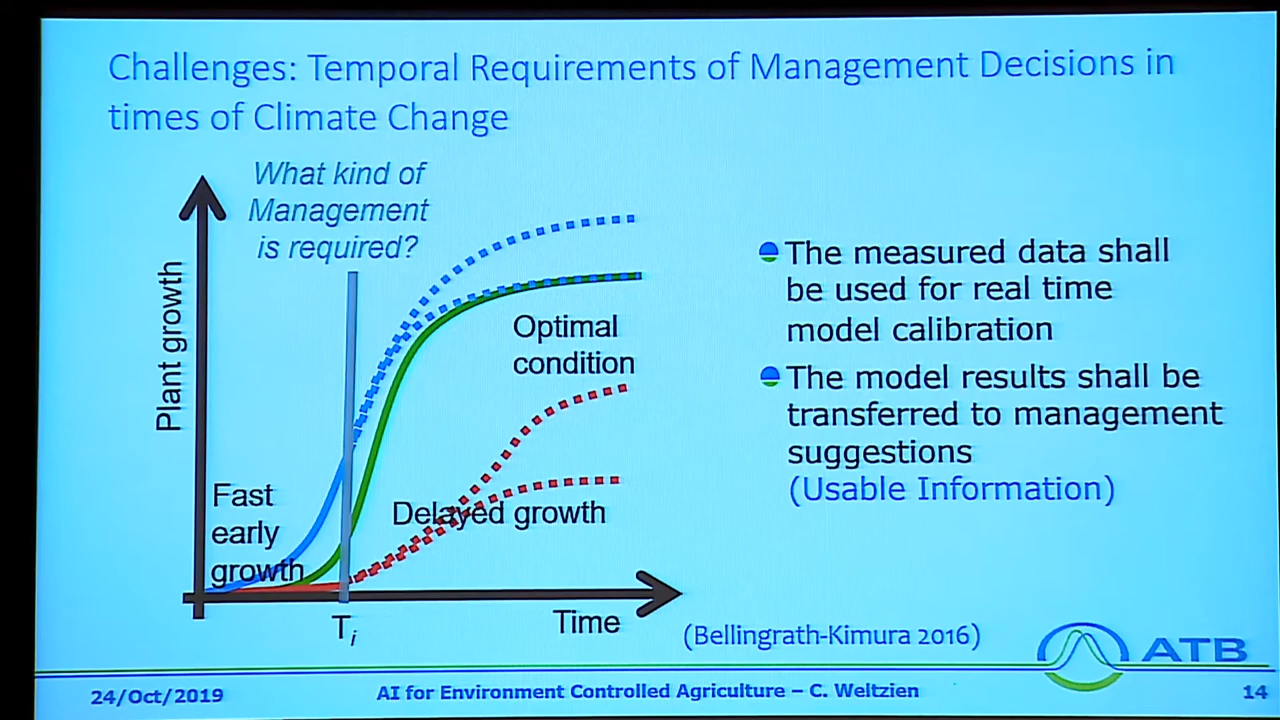 Challenges: Temporal Requirements of Management Decisions in
times of Climate Change
What kind of
Management
is required?
Plant growth
Optimal
condition
Fast
early
growth
Delayed growth
Ti
Time
The measured data shall
be used for real time
model calibration
The model results shall be
transferred to management
suggestions
(Usable Information)
(Bellingrath-Kimura 2016)
ATB
24/Oct/2019
AI for Environment Controlled Agriculture – C. Weltzien
14